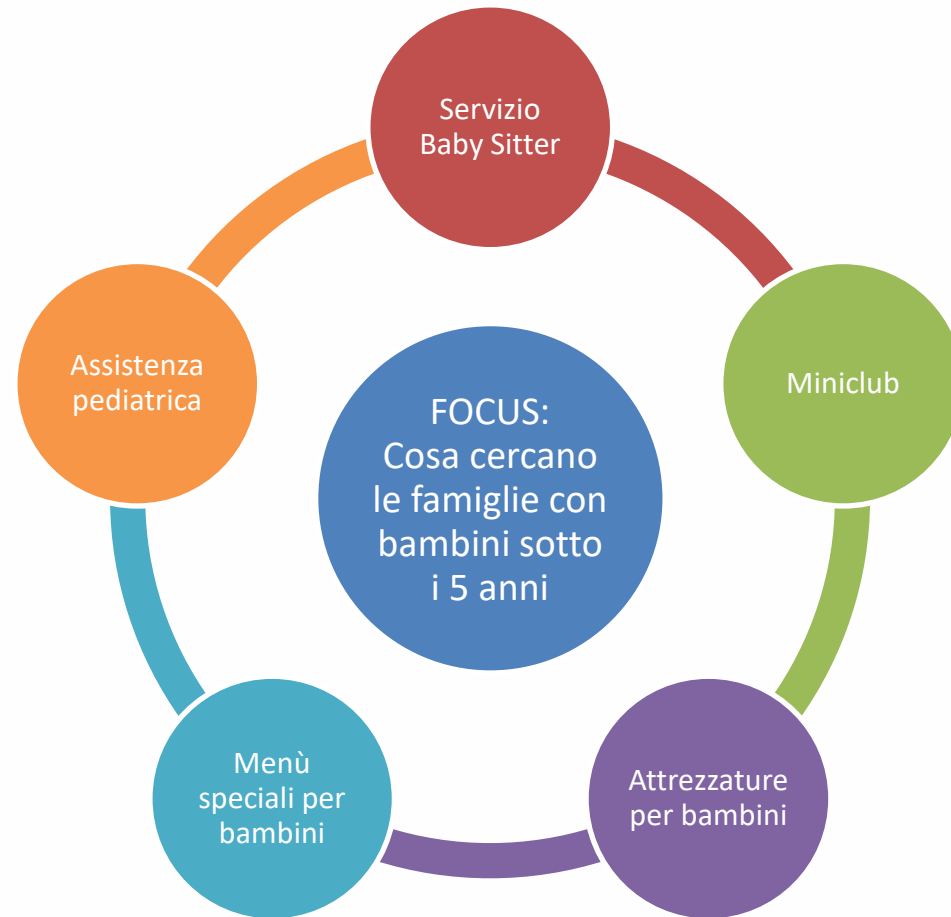 Servizio
Baby Sitter
Assistenza
pediatrica
Miniclub
FOCUS:
Cosa cercano
le famiglie con
bambini sotto
i 5 anni
Menù
speciali per
bambini
Attrezzature
per bambini